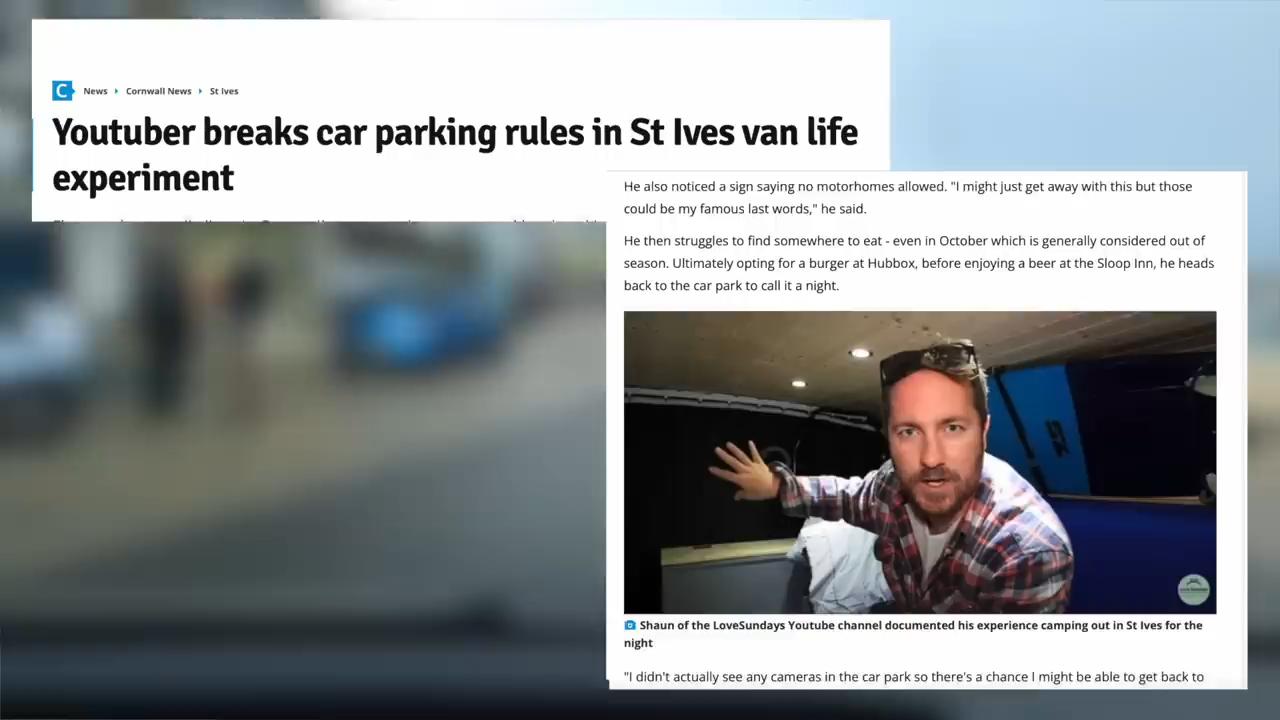 C News Cornwall News St Ives
Youtuber breaks car parking rules in St Ives van life
experiment
He also noticed a sign saying no motorhomes allowed. "I might just get away with this but those
could be my famous last words," he said.
He then struggles to find somewhere to eat - even in October which is generally considered out of
season. Ultimately opting for a burger at Hubbox, before enjoying a beer at the Sloop Inn, he heads
back to the car park to call it a night.
Shaun of the LoveSundays Youtube channel documented his experience camping out in St Ives for the
night
"I didn't actually see any cameras in the car park so there's a chance I might be able to get back to